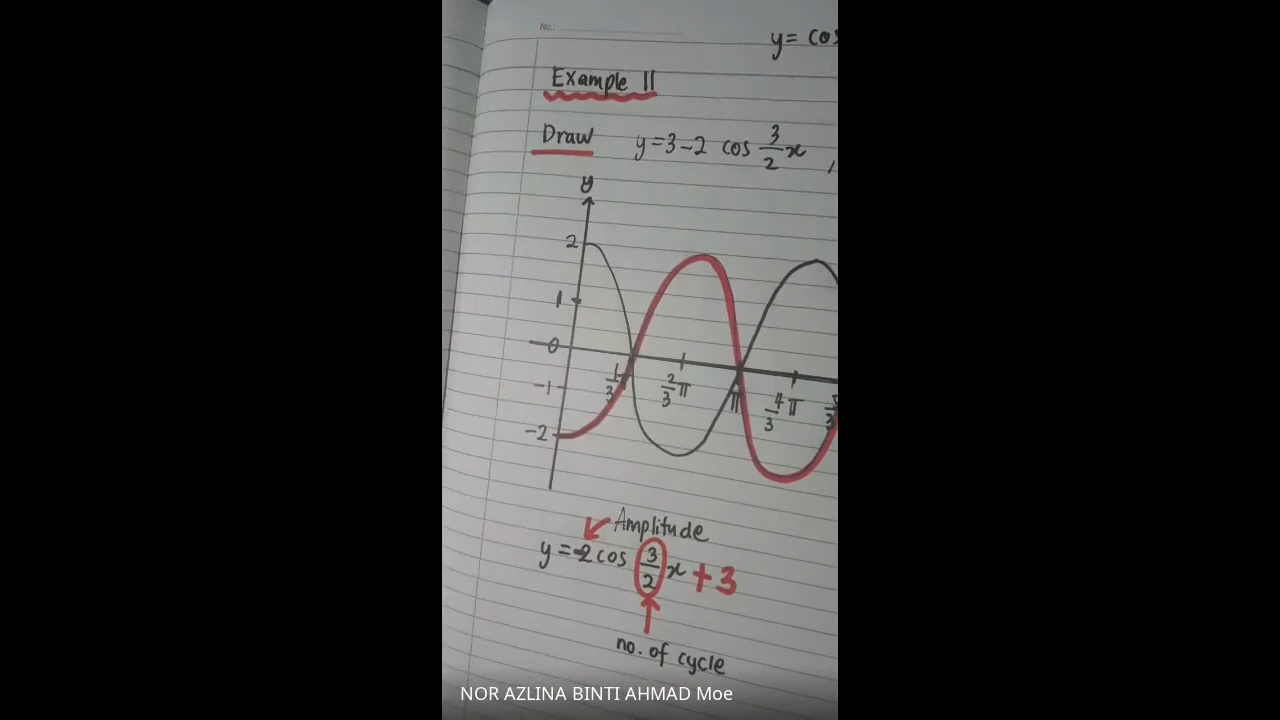 No.:
y = cos
Example 11
Draw y = 3 - 2 cos 3/2 x ,
y
2
1
0
-1
-2
1/3 π 2/3 π π 4/3 π
Amplitude
y = -2 cos 3/2 x + 3
no. of cycle
NOR AZLINA BINTI AHMAD Moe